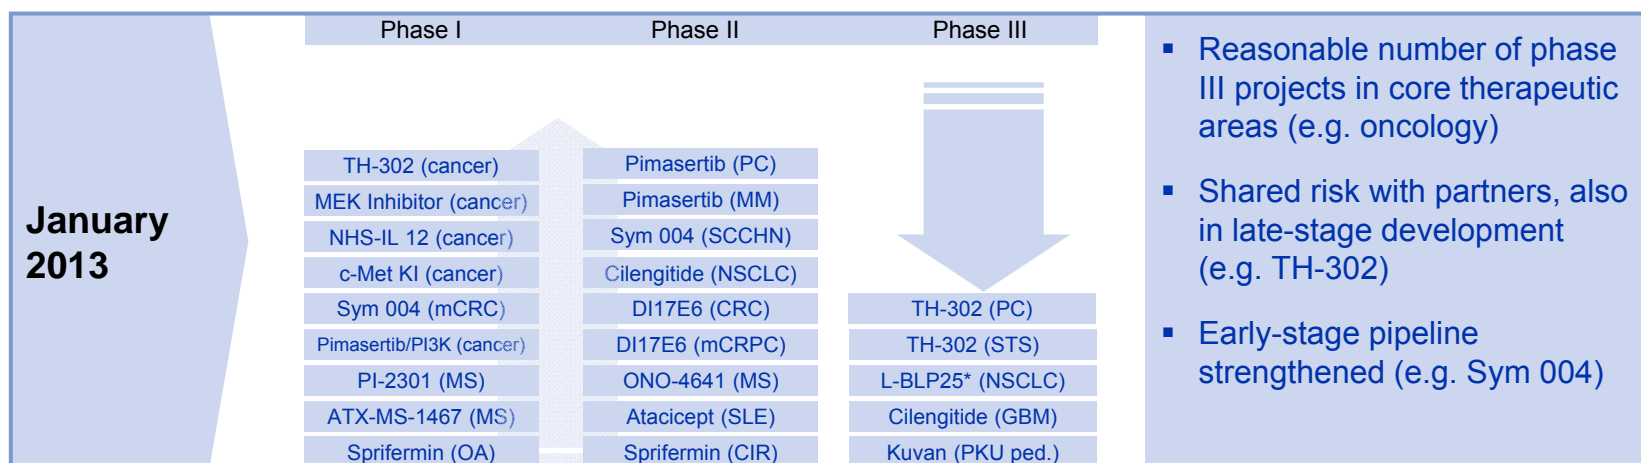 Phase I
Phase II
Phase III
January
2013
TH-302 (cancer)
MEK Inhibitor (cancer)
NHS-IL 12 (cancer)
c-Met KI (cancer)
Sym 004 (mCRC)
Pimasertib/PI3K (cancer)
PI-2301 (MS)
ATX-MS-1467 (MS)
Sprifermin (OA)
Pimasertib (PC)
Pimasertib (MM)
Sym 004 (SCCHN)
Cilengitide (NSCLC)
DI17E6 (CRC)
DI17E6 (mCRPC)
ONO-4641 (MS)
Atacicept (SLE)
Sprifermin (CIR)
TH-302 (PC)
TH-302 (STS)
L-BLP25* (NSCLC)
Cilengitide (GBM)
Kuvan (PKU ped.)
▪ Reasonable number of phase
III projects in core therapeutic
areas (e.g. oncology)
▪ Shared risk with partners, also
in late-stage development
(e.g. TH-302)
▪ Early-stage pipeline
strengthened (e.g. Sym 004)